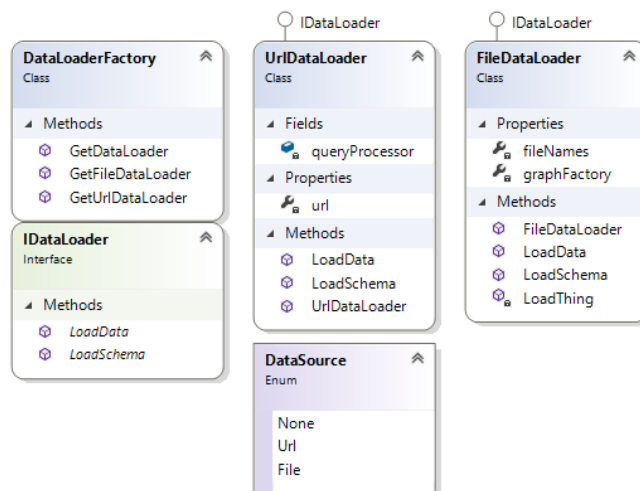 DataLoaderFactory
Class
Methods
GetDataLoader
GetFileDataLoader
GetUrlDataLoader
IDataLoader
Interface
Methods
LoadData
LoadSchema
IDataLoader
UrlDataLoader
Class
Fields
queryProcessor
Properties
url
Methods
LoadData
LoadSchema
UrlDataLoader
DataSource
Enum
None
Url
File
IDataLoader
FileDataLoader
Class
Properties
fileNames
graphFactory
Methods
FileDataLoader
LoadData
LoadSchema
LoadThing